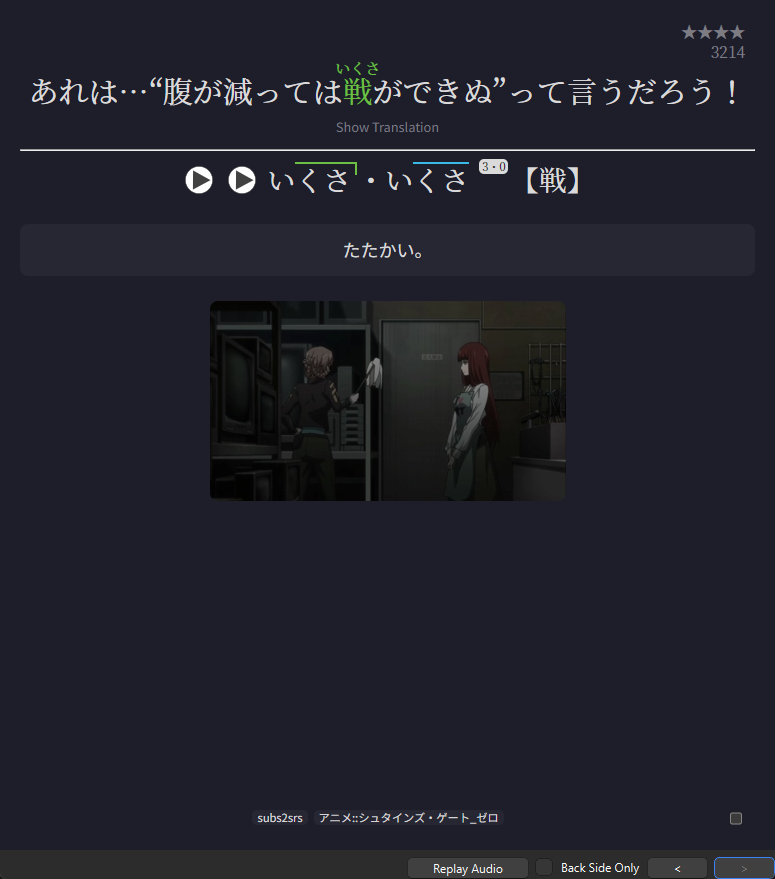 ★★★★
3214
いくさ
あれは…“腹が減っては戦ができぬ”って言うだろう！
Show Translation
いくさ・いくさ 3・0 【戦】
たたかい。
subs2srs アニメ::シュタインズ・ゲート_ゼロ
Replay Audio Back Side Only < >